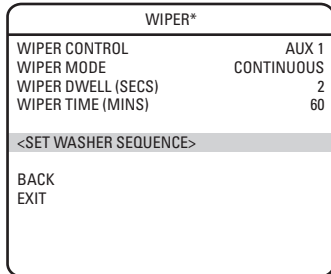 WIPER*
WIPER CONTROL AUX 1
WIPER MODE CONTINUOUS
WIPER DWELL (SECS) 2
WIPER TIME (MINS) 60
<SET WASHER SEQUENCE>
BACK
EXIT